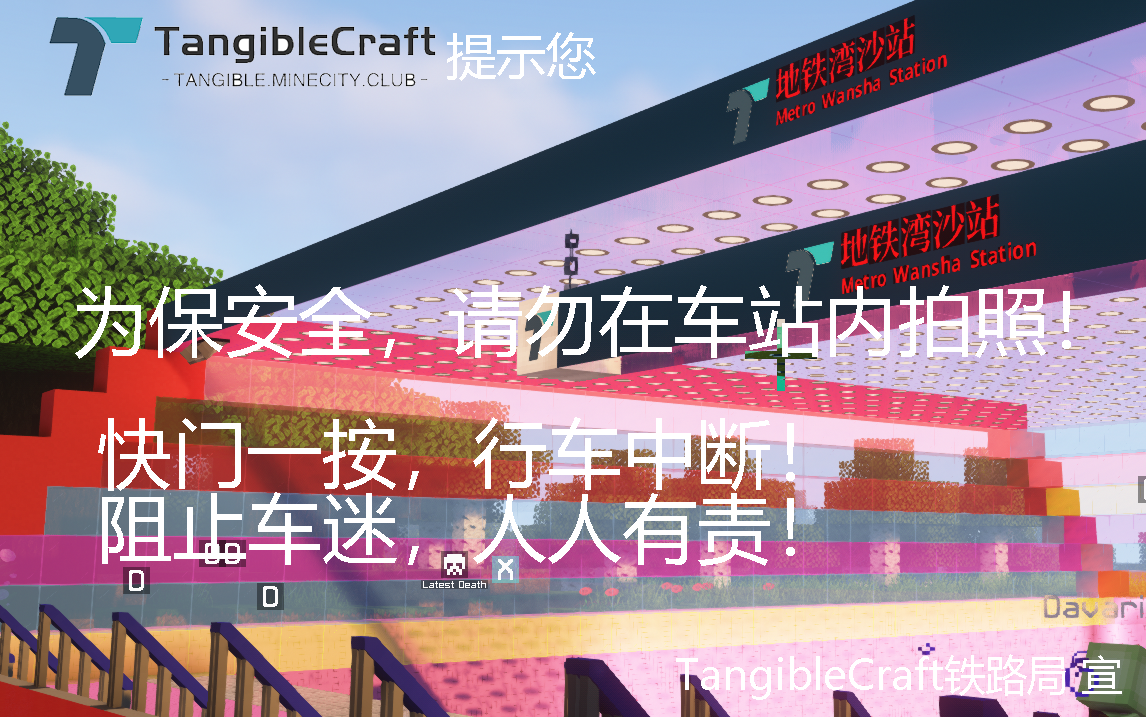 TangibleCraft 提示您
- TANGIBLE.MINECITY.CLUB -
地铁湾沙站
Metro Wansha Station
地铁湾沙站
Metro Wansha Station
为保安全，请勿在车站内拍照！
快门一按，行车中断！
阻止车迷，人人有责！
D
D
D
D
Latest Death
X
Davari
TangibleCraft铁路局 宣